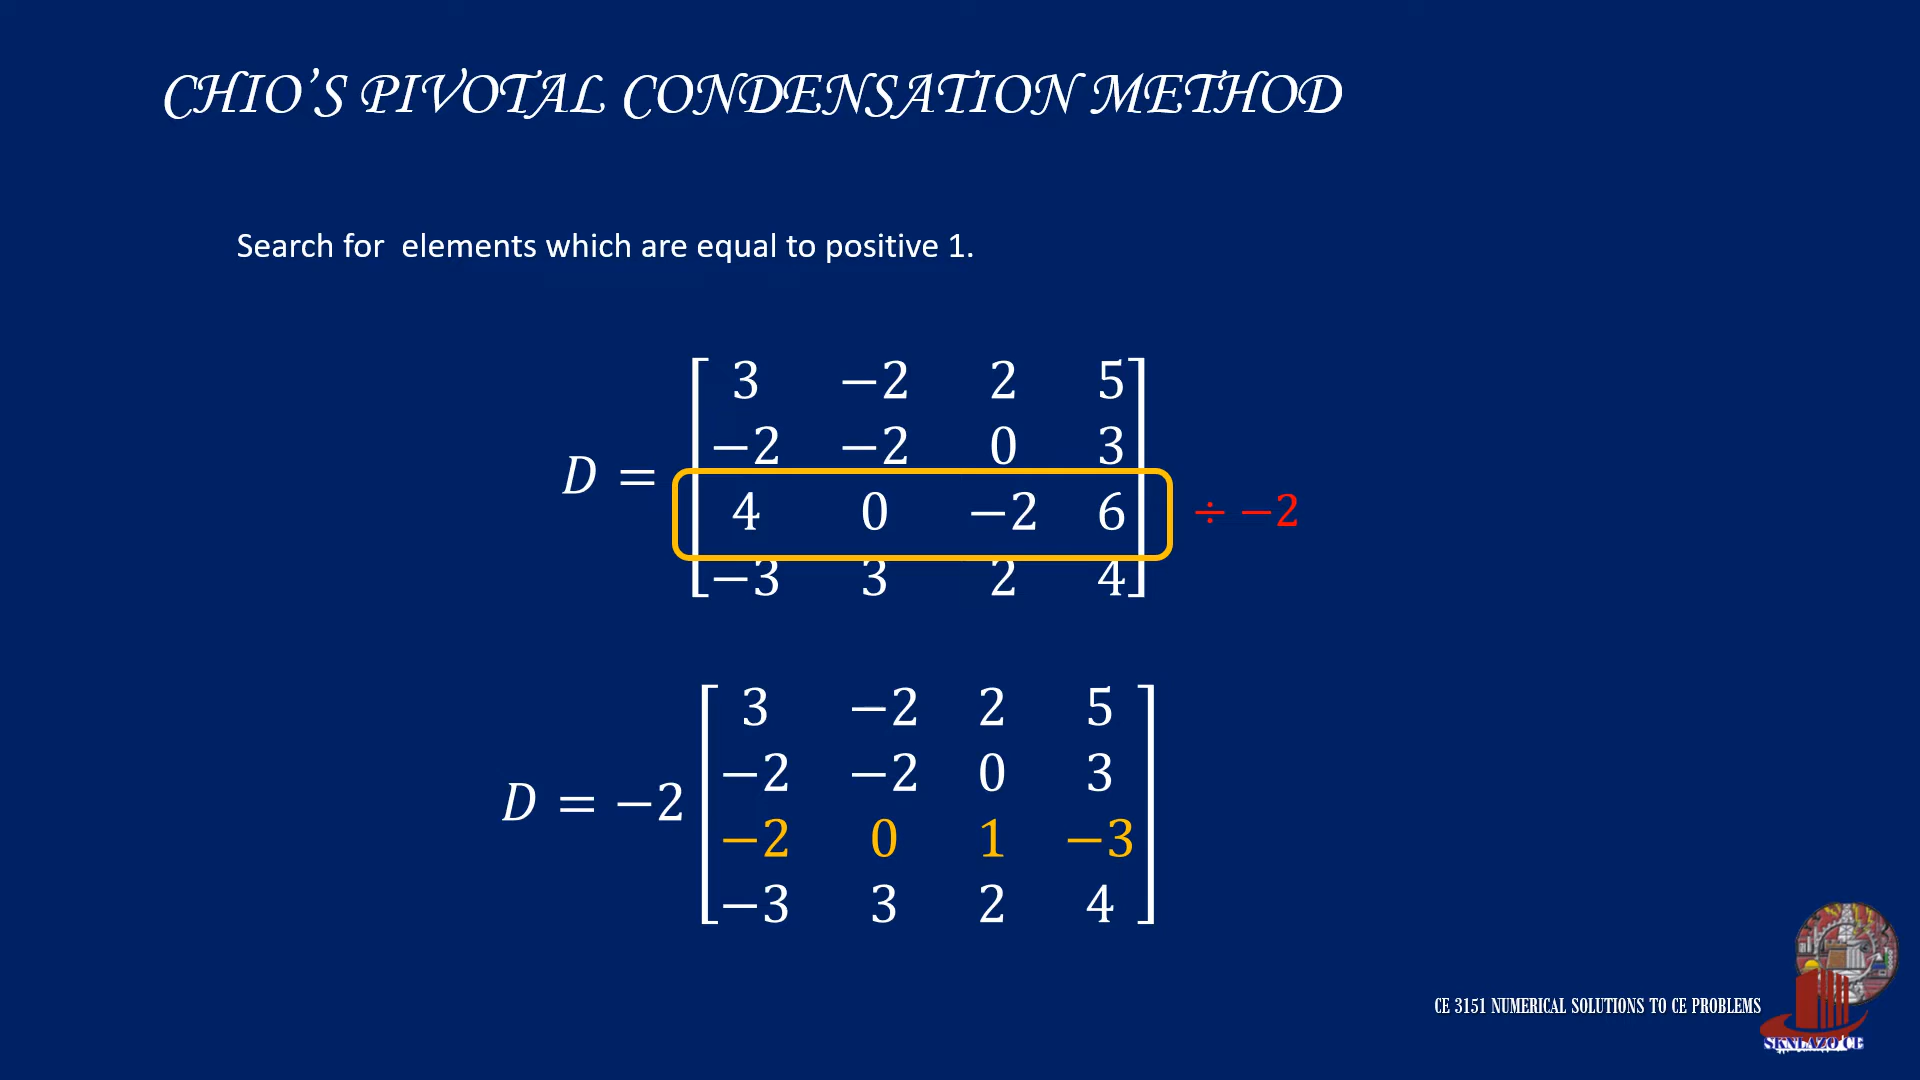 CHIO'S PIVOTAL CONDENSATION METHOD
Search for elements which are equal to positive 1.
3 −2 2 5
−2 −2 0 3
D =
4 0 −2 6 ÷ −2
−3 3 2 4
3 −2 2 5
−2 −2 0 3
D = −2
−2 0 1 −3
−3 3 2 4
CE 3151 NUMERICAL SOLUTIONS TO CE PROBLEMS
SKNLAZO CE